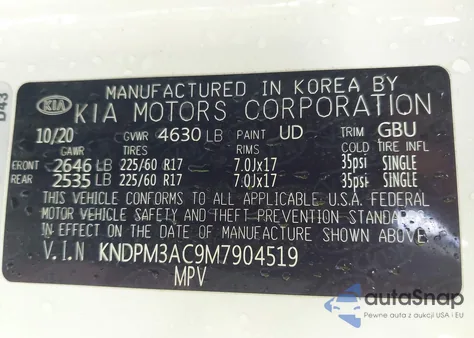 D43
MANUFACTURED IN KOREA BY
KIA KIA MOTORS CORPORATION
10/20 GVWR 4630 LB PAINT UD TRIM GBU
GAWR TIRES RIMS COLD TIRE INFL
FRONT 2646 LB 225/60 R17 7.0Jx17 35psi SINGLE
REAR 2535 LB 225/60 R17 7.0Jx17 35psi SINGLE
THIS VEHICLE CONFORMS TO ALL APPLICABLE U.S.A. FEDERAL
MOTOR VEHICLE SAFETY AND THEFT PREVENTION STANDARDS
IN EFFECT ON THE DATE OF MANUFACTURE SHOWN ABOVE.
V.I.N KNDPM3AC9M7904519
MPV
autoSnap
Pewne auta z USA i EU